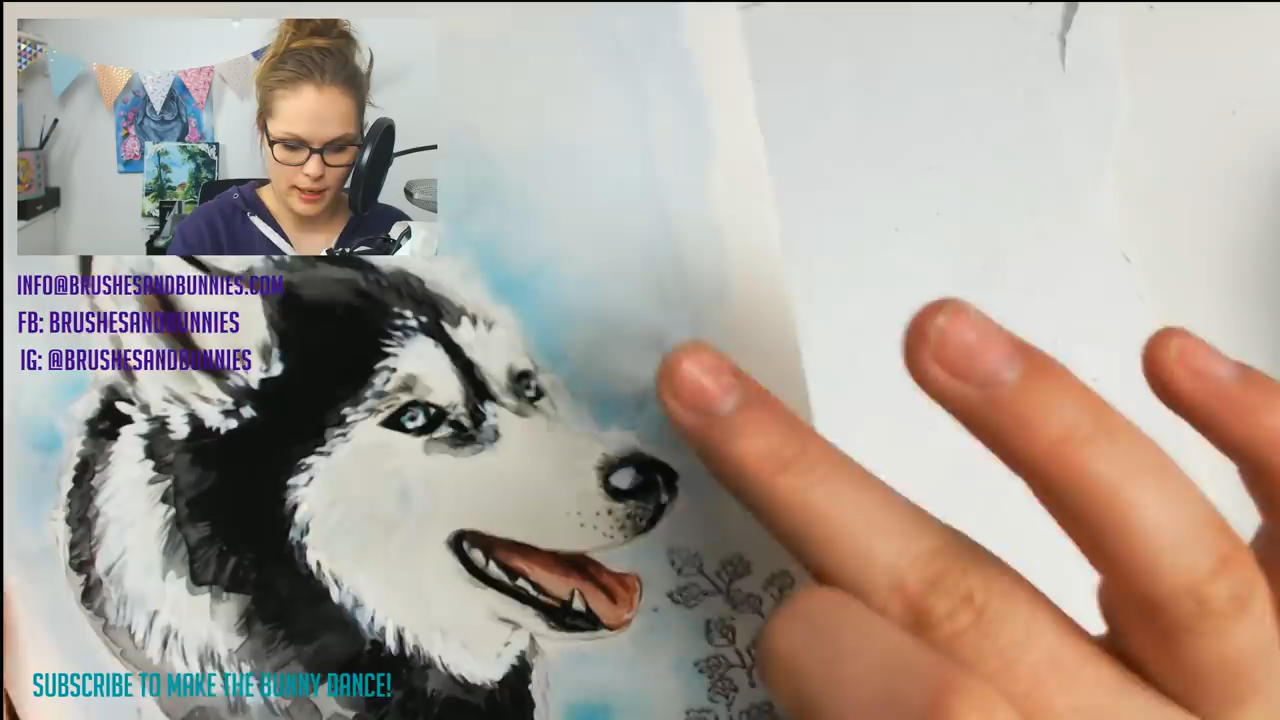 INFO@BRUSHESANDBUNNIES.COM
FB: BRUSHESANDBUNNIES
IG: @BRUSHESANDBUNNIES
SUBSCRIBE TO MAKE THE BUNNY DANCE!